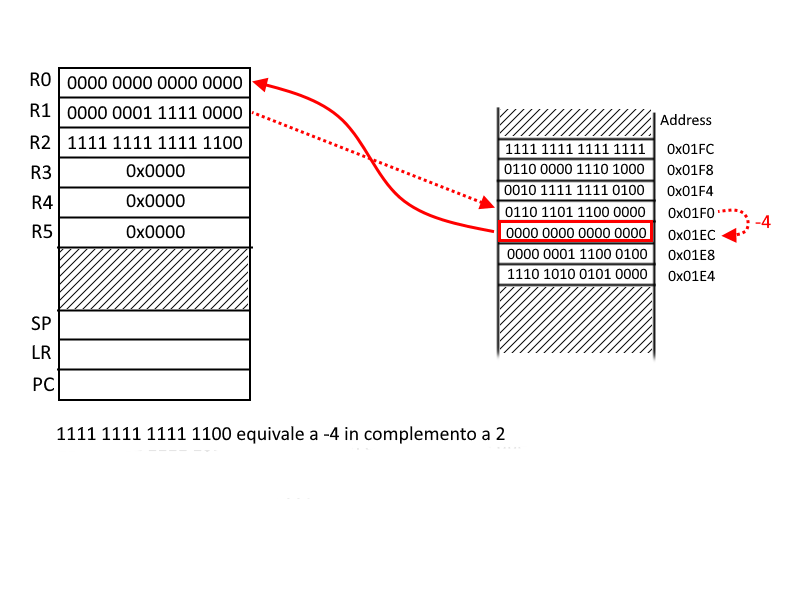 R0 0000 0000 0000 0000
R1 0000 0001 1111 0000
R2 1111 1111 1111 1100
R3 0x0000
R4 0x0000
R5 0x0000
SP
LR
PC
Address
1111 1111 1111 1111 0x01FC
0110 0000 1110 1000 0x01F8
0010 1111 1111 0100 0x01F4
0110 1101 1100 0000 0x01F0
-4
0000 0000 0000 0000 0x01EC
0000 0001 1100 0100 0x01E8
1110 1010 0101 0000 0x01E4
1111 1111 1111 1100 equivale a -4 in complemento a 2